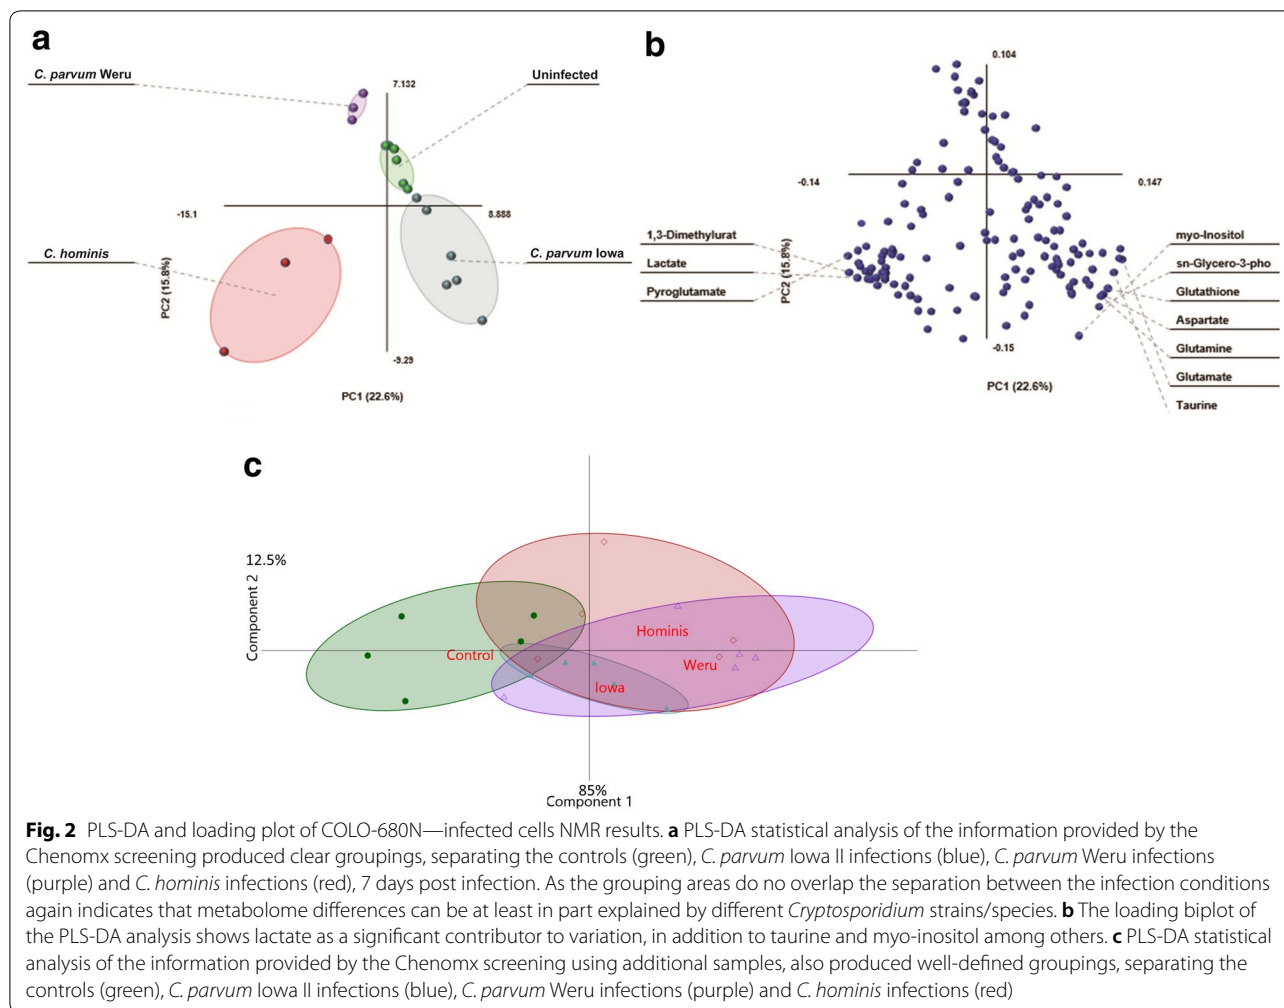 a
C. parvum Weru
Uninfected
7.132
-15.1
8.888
C. hominis
C. parvum Iowa
PC2 (15.8%)
-9.29
PC1 (22.6%)
b
0.104
-0.14
0.147
1,3-Dimethylurat
Lactate
Pyroglutamate
PC2 (15.8%)
myo-Inositol
sn-Glycero-3-pho
Glutathione
Aspartate
Glutamine
Glutamate
Taurine
-0.15
PC1 (22.6%)
c
12.5%
Component 2
Control
Hominis
Weru
Iowa
85%
Component 1
Fig. 2 PLS-DA and loading plot of COLO-680N—infected cells NMR results. a PLS-DA statistical analysis of the information provided by the
Chenomx screening produced clear groupings, separating the controls (green), C. parvum Iowa II infections (blue), C. parvum Weru infections
(purple) and C. hominis infections (red), 7 days post infection. As the grouping areas do no overlap the separation between the infection conditions
again indicates that metabolome differences can be at least in part explained by different Cryptosporidium strains/species. b The loading biplot of
the PLS-DA analysis shows lactate as a significant contributor to variation, in addition to taurine and myo-inositol among others. c PLS-DA statistical
analysis of the information provided by the Chenomx screening using additional samples, also produced well-defined groupings, separating the
controls (green), C. parvum Iowa II infections (blue), C. parvum Weru infections (purple) and C. hominis infections (red)